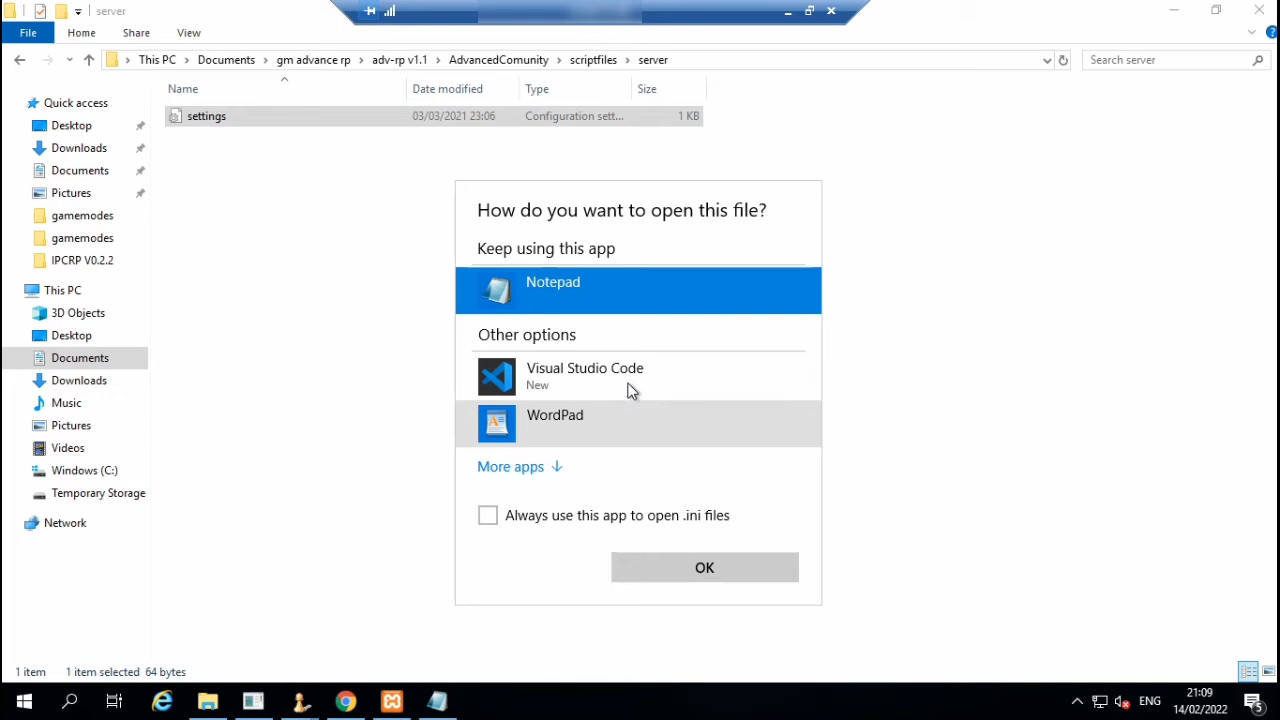 server
File
Home
Share
View
This PC
Documents
gm advance rp
adv-rp v1.1
AdvancedComunity
scriptfiles
server
Search server
Name
Date modified
Type
Size
settings
03/03/2021 23:06
Configuration sett...
1 KB
Quick access
Desktop
Downloads
Documents
Pictures
gamemodes
gamemodes
IPCRP V0.2.2
This PC
3D Objects
Desktop
Documents
Downloads
Music
Pictures
Videos
Windows (C:)
Temporary Storage
Network
How do you want to open this file?
Keep using this app
Notepad
Other options
Visual Studio Code
New
WordPad
More apps
Always use this app to open .ini files
OK
1 item
1 item selected 64 bytes
ENG
21:09
14/02/2022
5